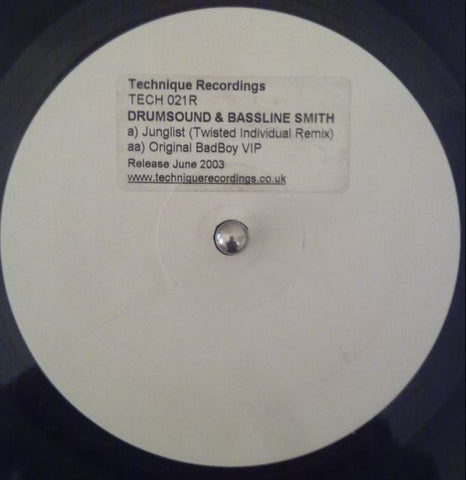 Technique Recordings
TECH 021R
DRUMSOUND & BASSLINE SMITH
a) Junglist (Twisted Individual Remix)
aa) Original BadBoy VIP
Release June 2003
www.techniquerecordings.co.uk